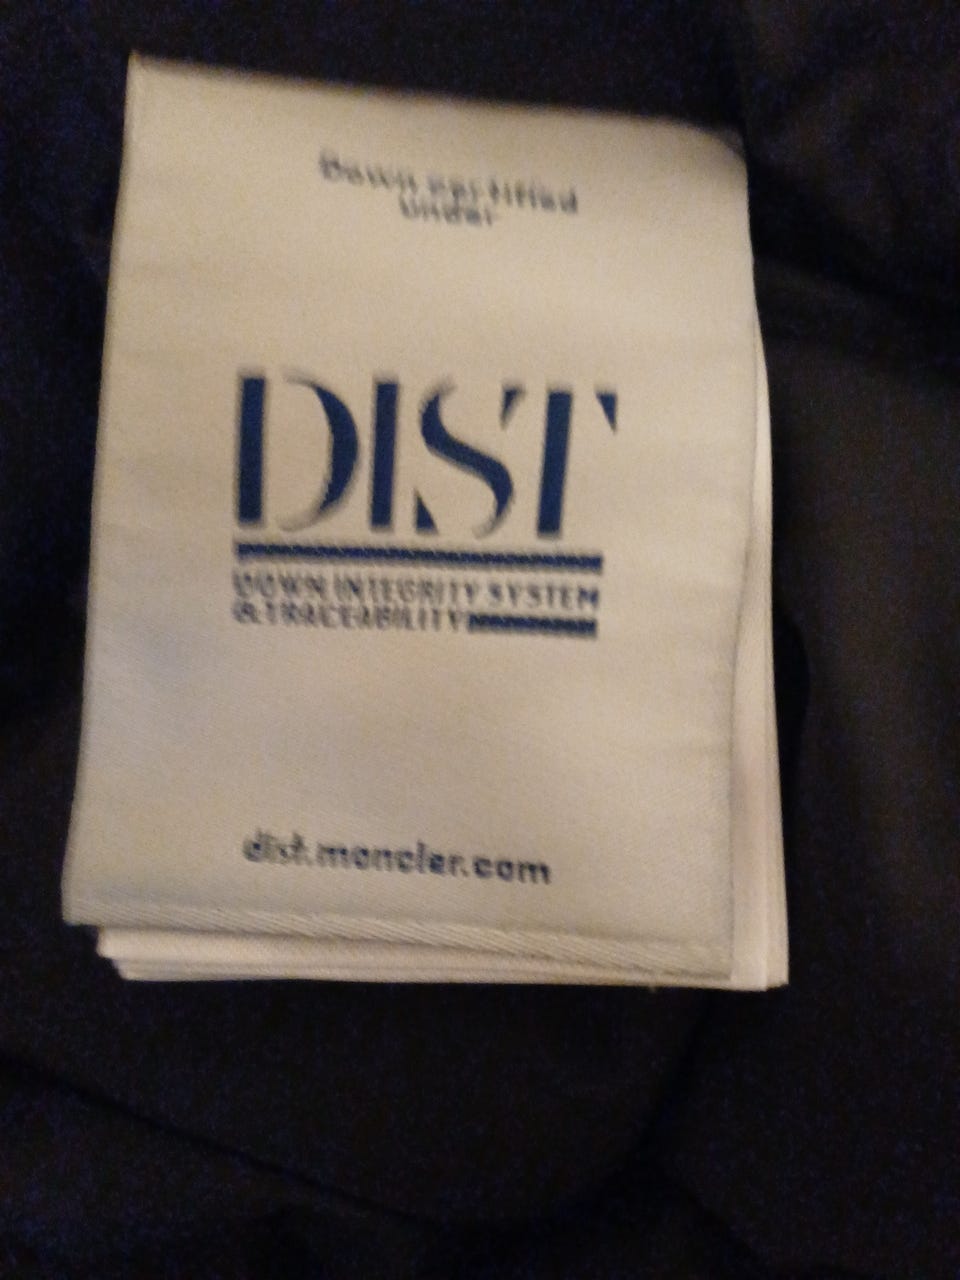 Down certified
under
DIST
DOWN INTEGRITY SYSTEM
& TRACEABILITY
dist.moncler.com